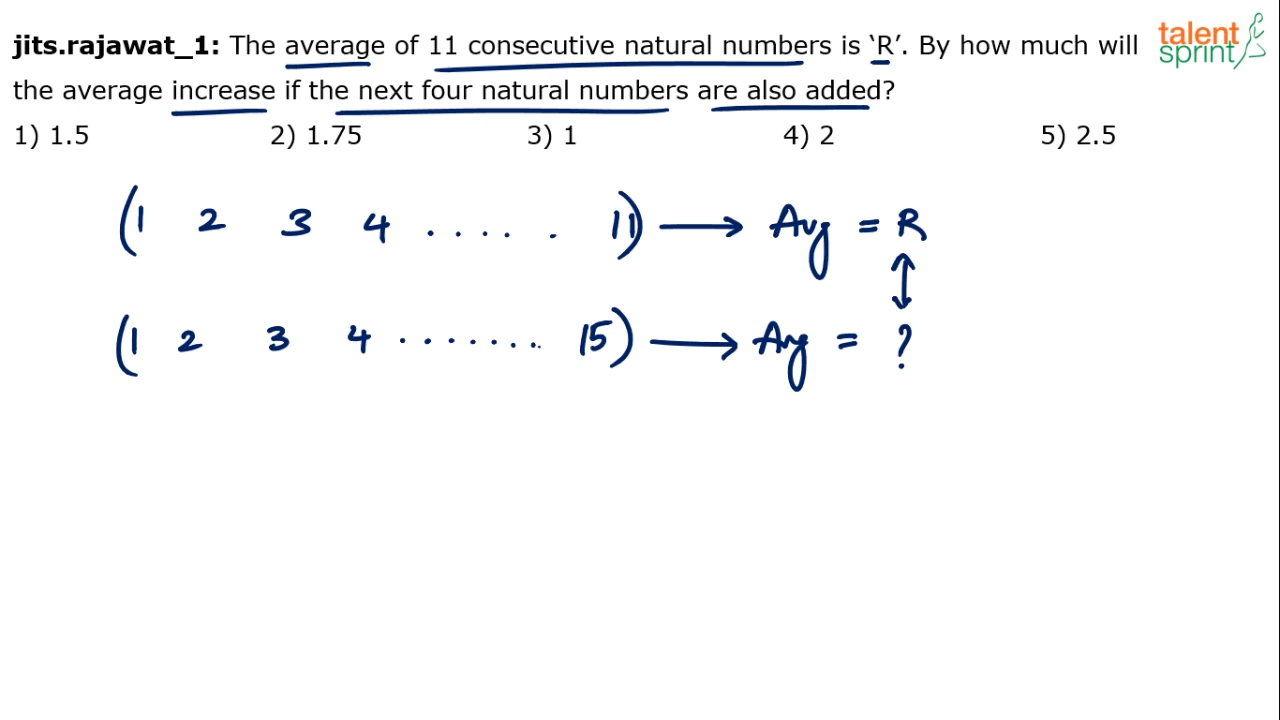 jits.rajawat_1: The average of 11 consecutive natural numbers is ‘R’. By how much will
the average increase if the next four natural numbers are also added?
talent
sprint
1) 1.5 2) 1.75 3) 1 4) 2 5) 2.5
(1 2 3 4 ..... . 11) → Avg = R
↕
(1 2 3 4 ........ 15) → Avg = ?